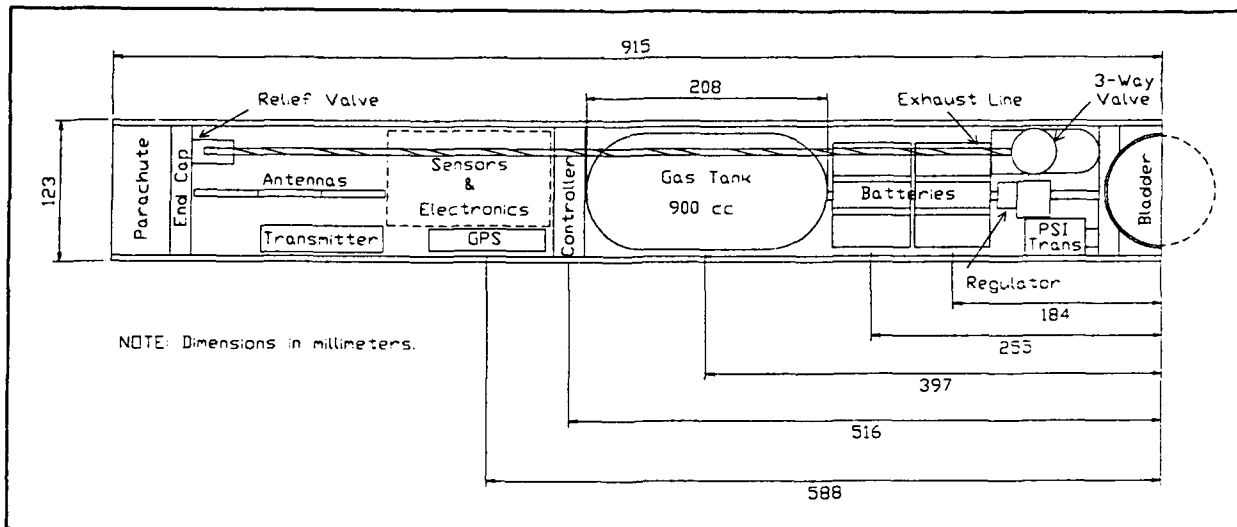 915
Relief Valve
208
Exhaust Line
3-Way
Valve
123
Parachute
End Cap
Antennas
Transmitter
Sensors
&
Electronics
GPS
Controller
Gas Tank
900 cc
Batteries
PSI
Trans
Bladder
Regulator
184
255
NOTE: Dimensions in millimeters.
397
516
588